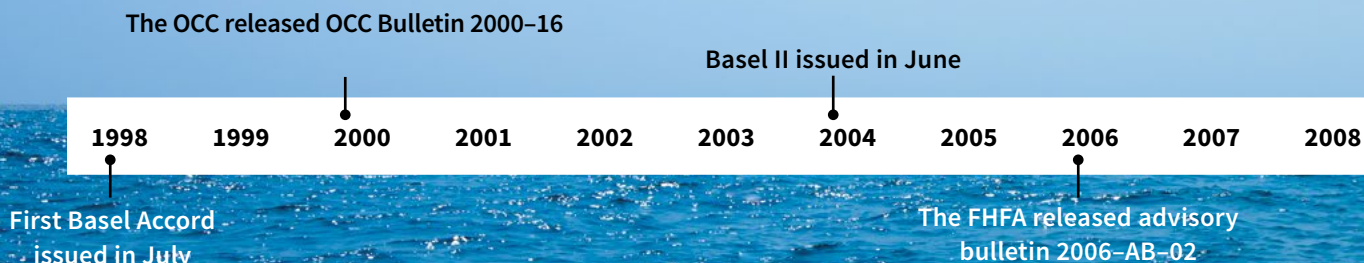 The OCC released OCC Bulletin 2000–16
Basel II issued in June
1998 1999 2000 2001 2002 2003 2004 2005 2006 2007 2008
First Basel Accord
issued in July
The FHFA released advisory
bulletin 2006–AB–02